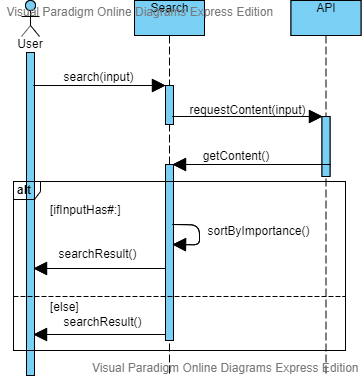 Visual Paradigm Online Diagrams Express Edition
User
Search
API
search(input)
requestContent(input)
getContent()
alt
[ifInputHas#:]
sortByImportance()
searchResult()
[else]
searchResult()
Visual Paradigm Online Diagrams Express Edition